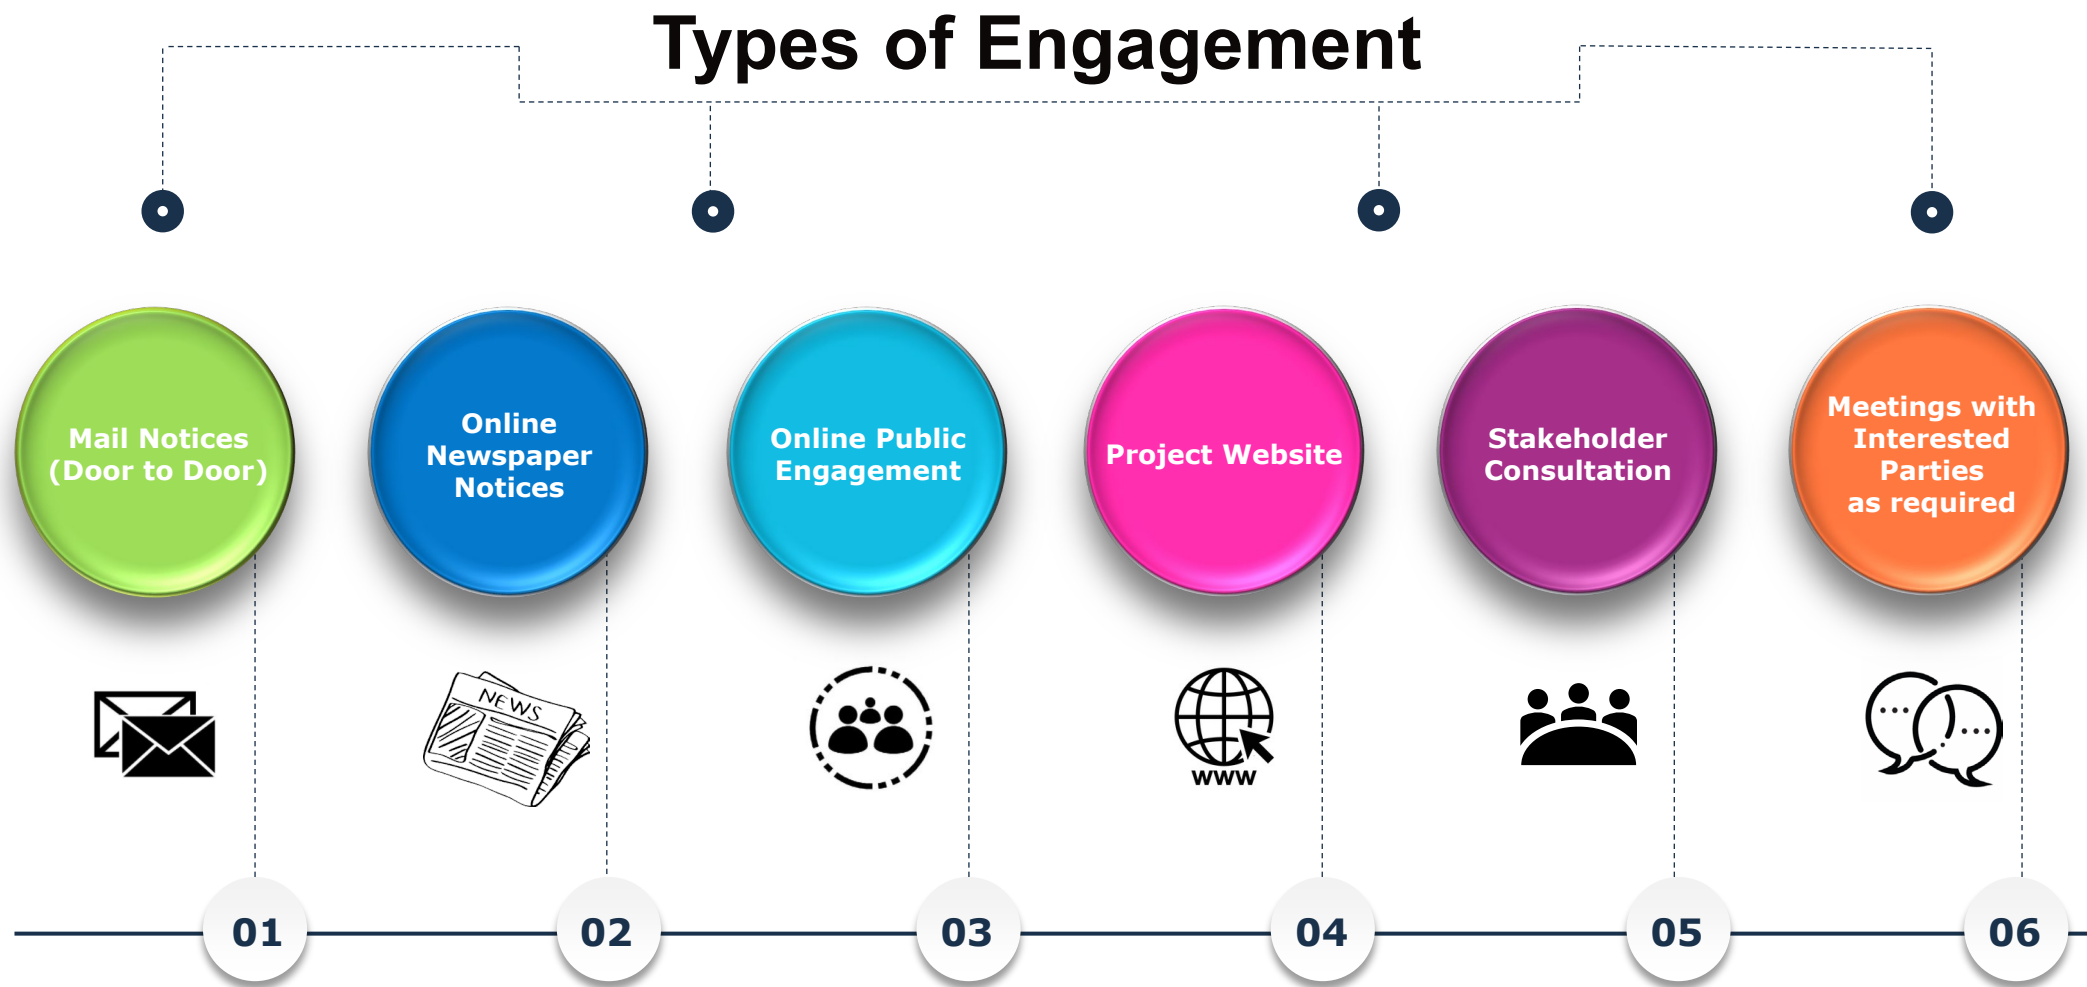 Types of Engagement
Mail Notices
(Door to Door)
Online
Newspaper
Notices
Online Public
Engagement
Project Website
Stakeholder
Consultation
Meetings with
Interested
Parties
as required
NEWS
www
01
02
03
04
05
06